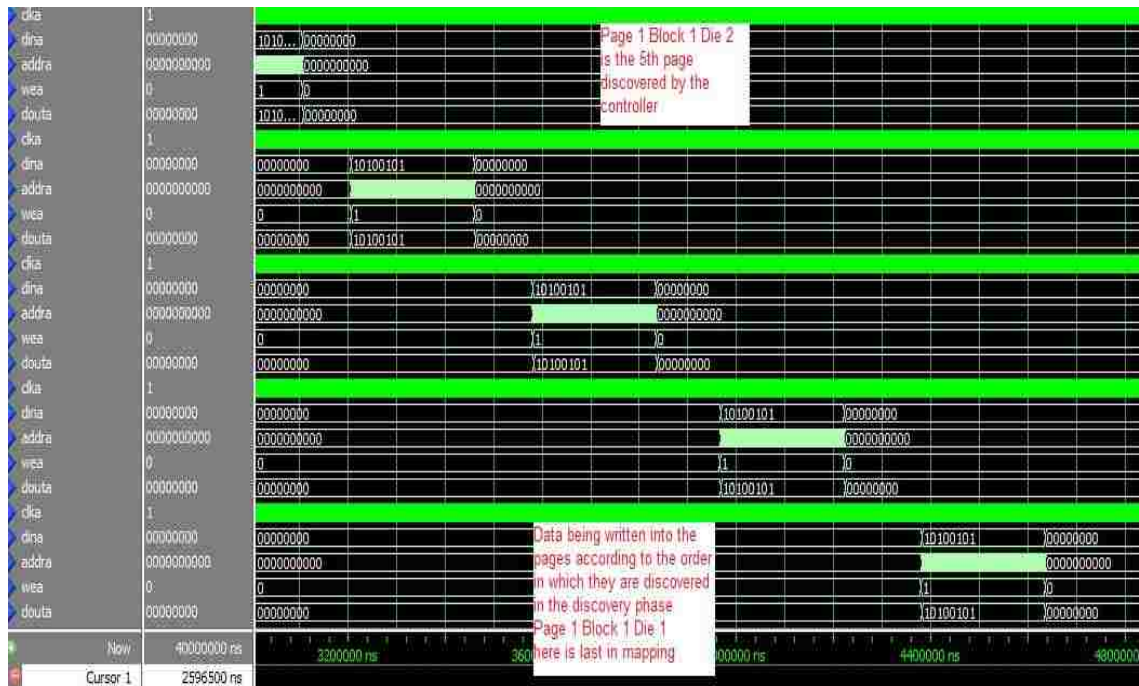 clka 1
dina 00000000 1010... 00000000
addra 0000000000 0000000000
wea 0 1 0
douta 00000000 1010... 00000000
Page 1 Block 1 Die 2
is the 5th page
discovered by the
controller
clka 1
dina 00000000 00000000 10100101 00000000
addra 0000000000 0000000000 0000000000
wea 0 0 1 0
douta 00000000 00000000 10100101 00000000
clka 1
dina 00000000 00000000 10100101 00000000
addra 0000000000 0000000000 0000000000
wea 0 0 1 0
douta 00000000 00000000 10100101 00000000
clka 1
dina 00000000 00000000 10100101 00000000
addra 0000000000 0000000000 0000000000
wea 0 0 1 0
douta 00000000 00000000 10100101 00000000
clka 1
dina 00000000 00000000 10100101 00000000
addra 0000000000 0000000000 0000000000
wea 0 0 1 0
douta 00000000 00000000 10100101 00000000
Data being written into the
pages according to the order
in which they are discovered
in the discovery phase
Page 1 Block 1 Die 1
here is last in mapping
Now 40000000 ns 3200000 ns 4400000 ns
Cursor 1 2596500 ns